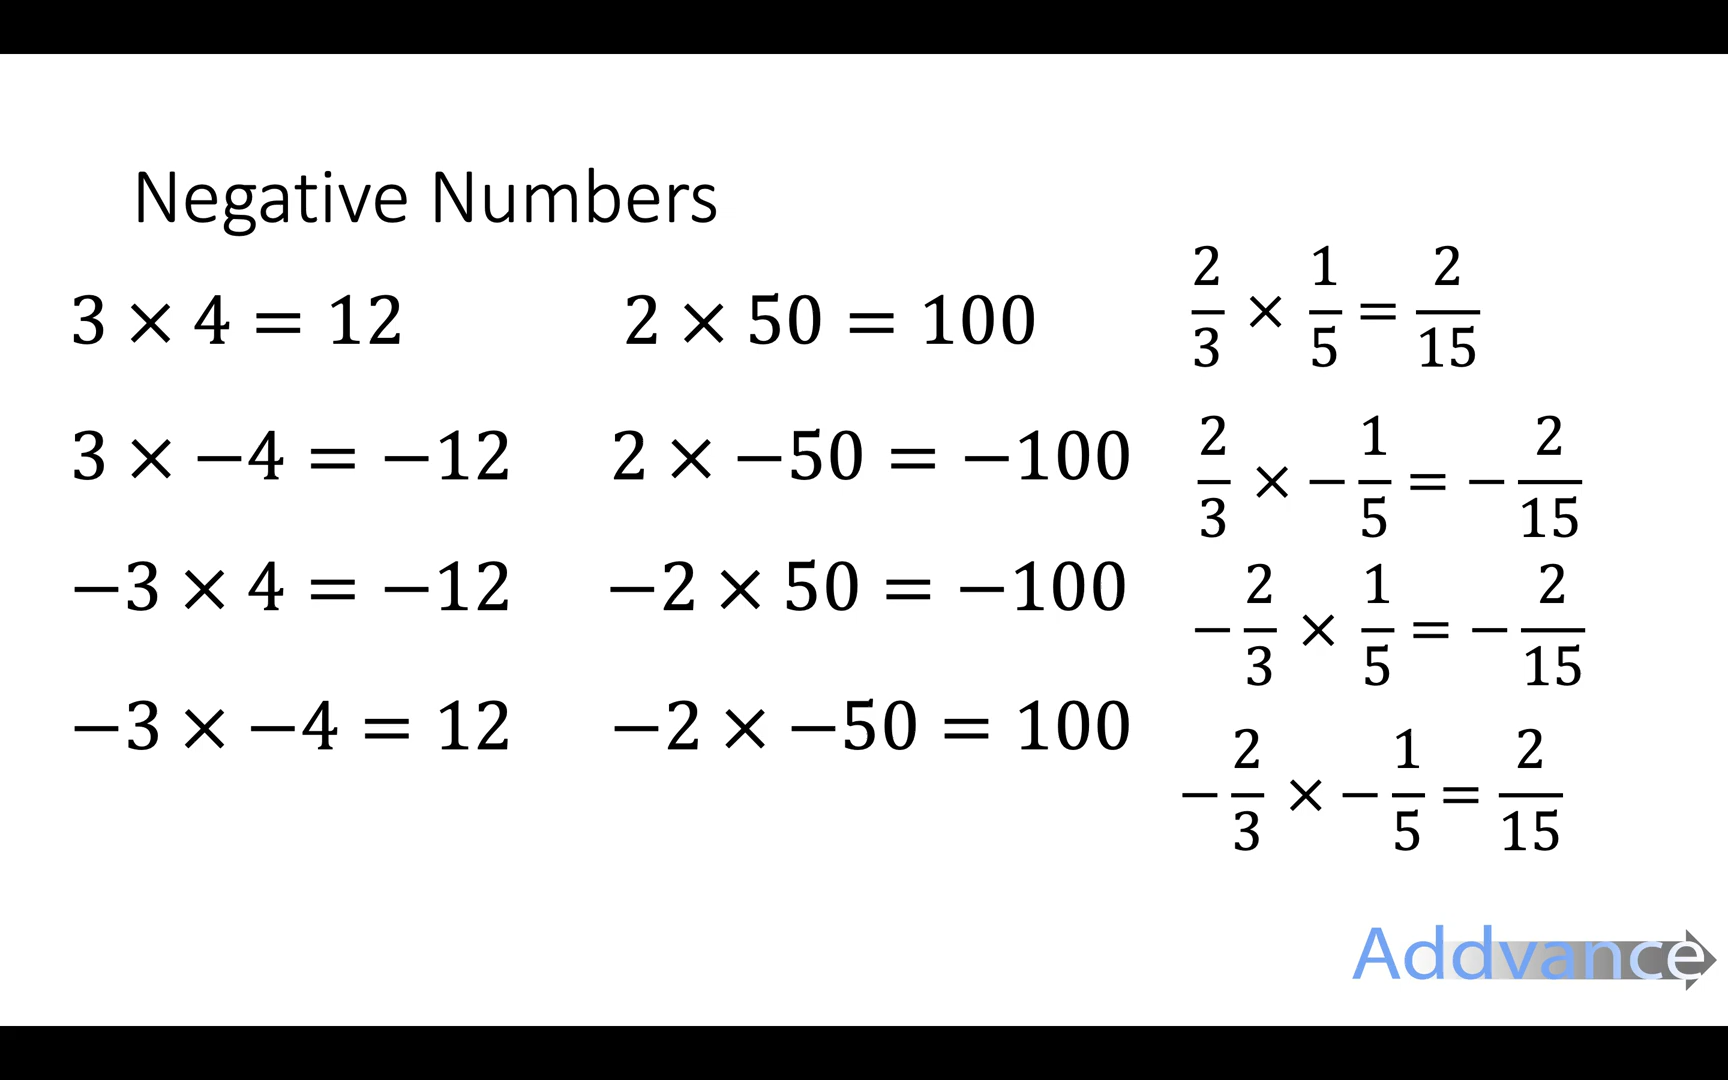 Negative Numbers
3 × 4 = 12
3 × −4 = −12
−3 × 4 = −12
−3 × −4 = 12
2 × 50 = 100
2 × −50 = −100
−2 × 50 = −100
−2 × −50 = 100
2/3 × 1/5 = 2/15
2/3 × −1/5 = −2/15
−2/3 × 1/5 = −2/15
−2/3 × −1/5 = 2/15
Addvance